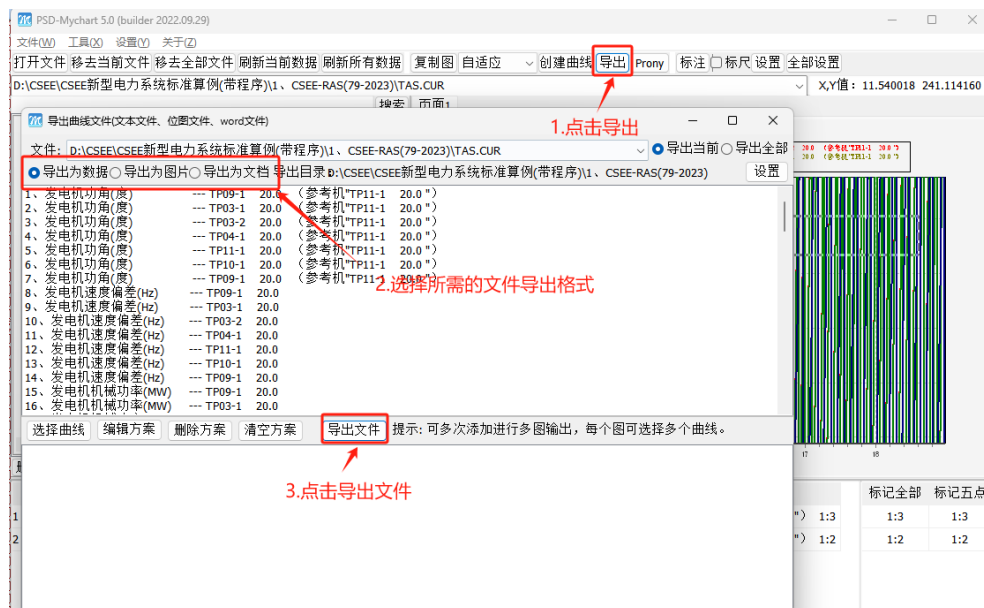 PSD-Mychart 5.0 (builder 2022.09.29)
文件(W) 工具(X) 设置(Y) 关于(Z)
打开文件 移去当前文件 移去全部文件 刷新当前数据 刷新所有数据 复制图 自适应 创建曲线 导出 Prony 标注 标尺 设置 全部设置
D:\CSEE\CSEE新型电力系统标准算例(带程序)\1、CSEE-RAS(79-2023)\TAS.CUR X,Y值: 11.540018 241.114160
搜索 页面1
1.点击导出
导出曲线文件(文本文件、位图文件、word文件)
文件: D:\CSEE\CSEE新型电力系统标准算例(带程序)\1、CSEE-RAS(79-2023)\TAS.CUR 导出当前 导出全部
20.0 (参考机"TP11-1 20.0 ")
20.0 (参考机"TP11-1 20.0 ")
导出为数据 导出为图片 导出为文档 导出目录: D:\CSEE\CSEE新型电力系统标准算例(带程序)\1、CSEE-RAS(79-2023) 设置
1、发电机功角(度) --- TP09-1 20.0 （参考机"TP11-1 20.0 "）
2、发电机功角(度) --- TP03-1 20.0 （参考机"TP11-1 20.0 "）
3、发电机功角(度) --- TP03-2 20.0 （参考机"TP11-1 20.0 "）
4、发电机功角(度) --- TP04-1 20.0 （参考机"TP11-1 20.0 "）
5、发电机功角(度) --- TP11-1 20.0 （参考机"TP11-1 20.0 "）
6、发电机功角(度) --- TP10-1 20.0 （参考机"TP11-1 20.0 "）
7、发电机功角(度) --- TP09-1 20.0 （参考机"TP11-1 20.0 "）
2.选择所需的文件导出格式
8、发电机速度偏差(Hz) --- TP09-1 20.0
9、发电机速度偏差(Hz) --- TP03-1 20.0
10、发电机速度偏差(Hz) --- TP03-2 20.0
11、发电机速度偏差(Hz) --- TP04-1 20.0
12、发电机速度偏差(Hz) --- TP11-1 20.0
13、发电机速度偏差(Hz) --- TP10-1 20.0
14、发电机速度偏差(Hz) --- TP09-1 20.0
15、发电机机械功率(MW) --- TP09-1 20.0
16、发电机机械功率(MW) --- TP03-1 20.0
选择曲线 编辑方案 删除方案 清空方案 导出文件 提示: 可多次添加进行多图输出，每个图可选择多个曲线。
17 18
3.点击导出文件
标记全部 标记五点
1 "） 1:3 1:3 1:3
2 "） 1:2 1:2 1:2